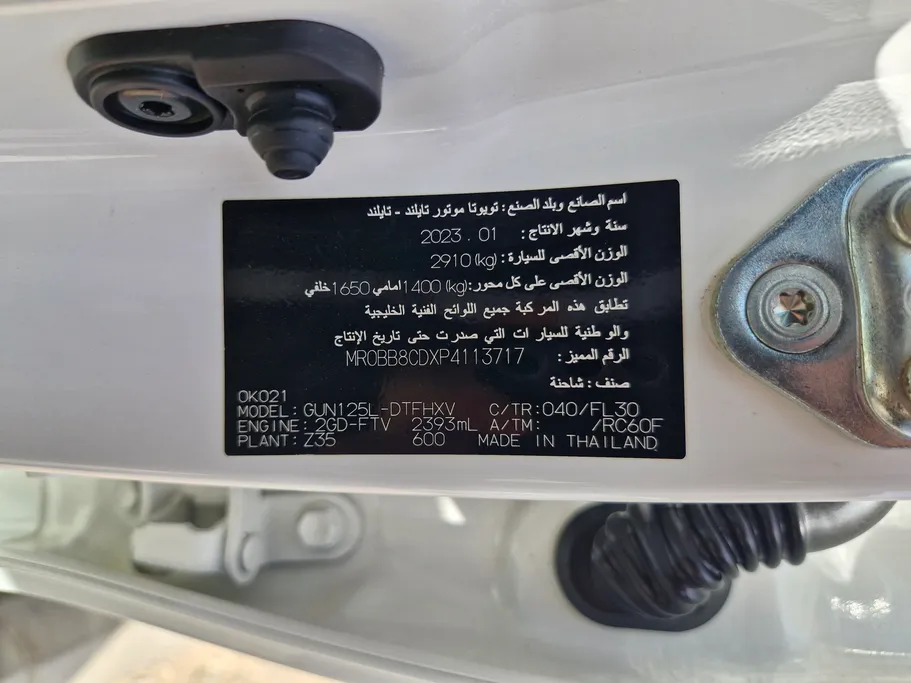 اسم الصانع وبلد الصنع : تويوتا موتور تايلند - تايلند
سنة وشهر الانتاج : 2023 . 01
الوزن الأقصى للسيارة : 2910 (kg)
الوزن الأقصى على كل محور: (kg) 1400 امامي 1650 خلفي
تطابق هذه المركبة جميع اللوائح الفنية الخليجية
والوطنية للسيارات التي صدرت حتى تاريخ الإنتاج
الرقم المميز : MR0BB8CDXP4113717
صنف : شاحنة
0K021
MODEL: GUN125L-DTFHXV C/TR: 040/FL30
ENGINE: 2GD-FTV 2393mL A/TM: /RC60F
PLANT: Z35 600 MADE IN THAILAND